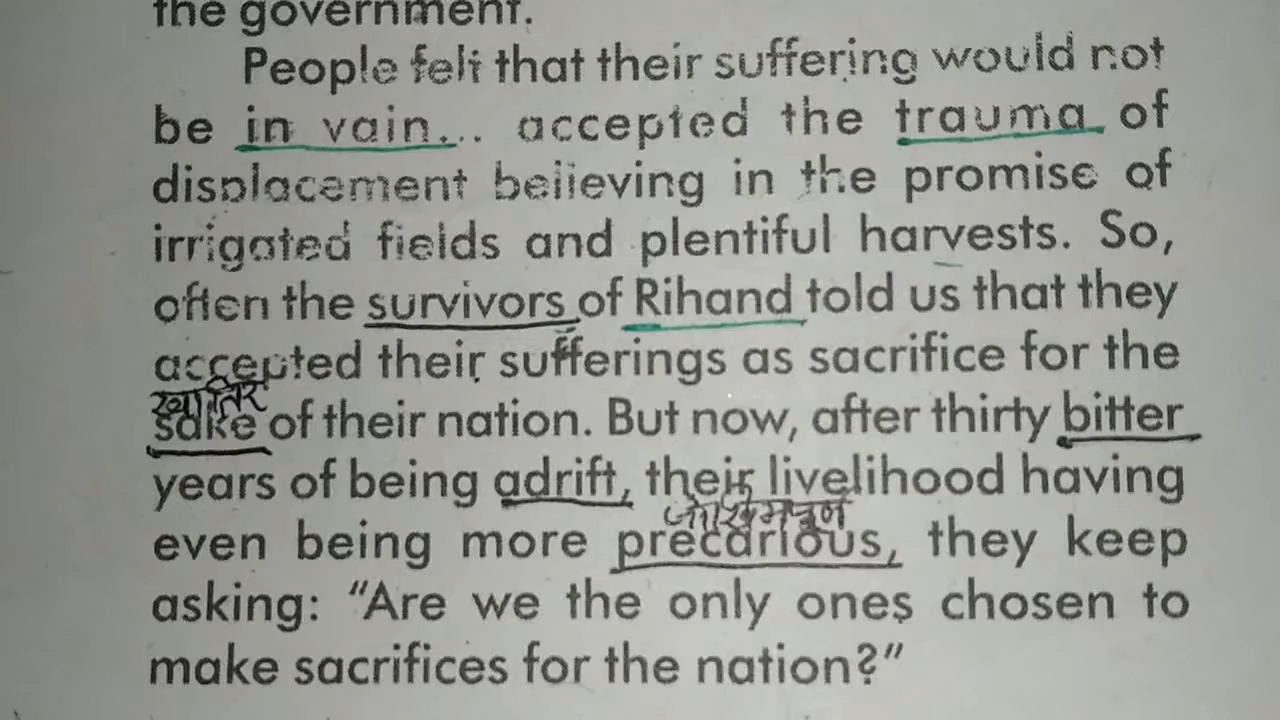 the government.
People felt that their suffering would not
be in vain... accepted the trauma of
displacement believing in the promise of
irrigated fields and plentiful harvests. So,
often the survivors of Rihand told us that they
accepted their sufferings as sacrifice for the
खातिर
sake of their nation. But now, after thirty bitter
years of being adrift, their livelihood having
जोखिमपूर्ण
even being more precarious, they keep
asking: "Are we the only ones chosen to
make sacrifices for the nation?"